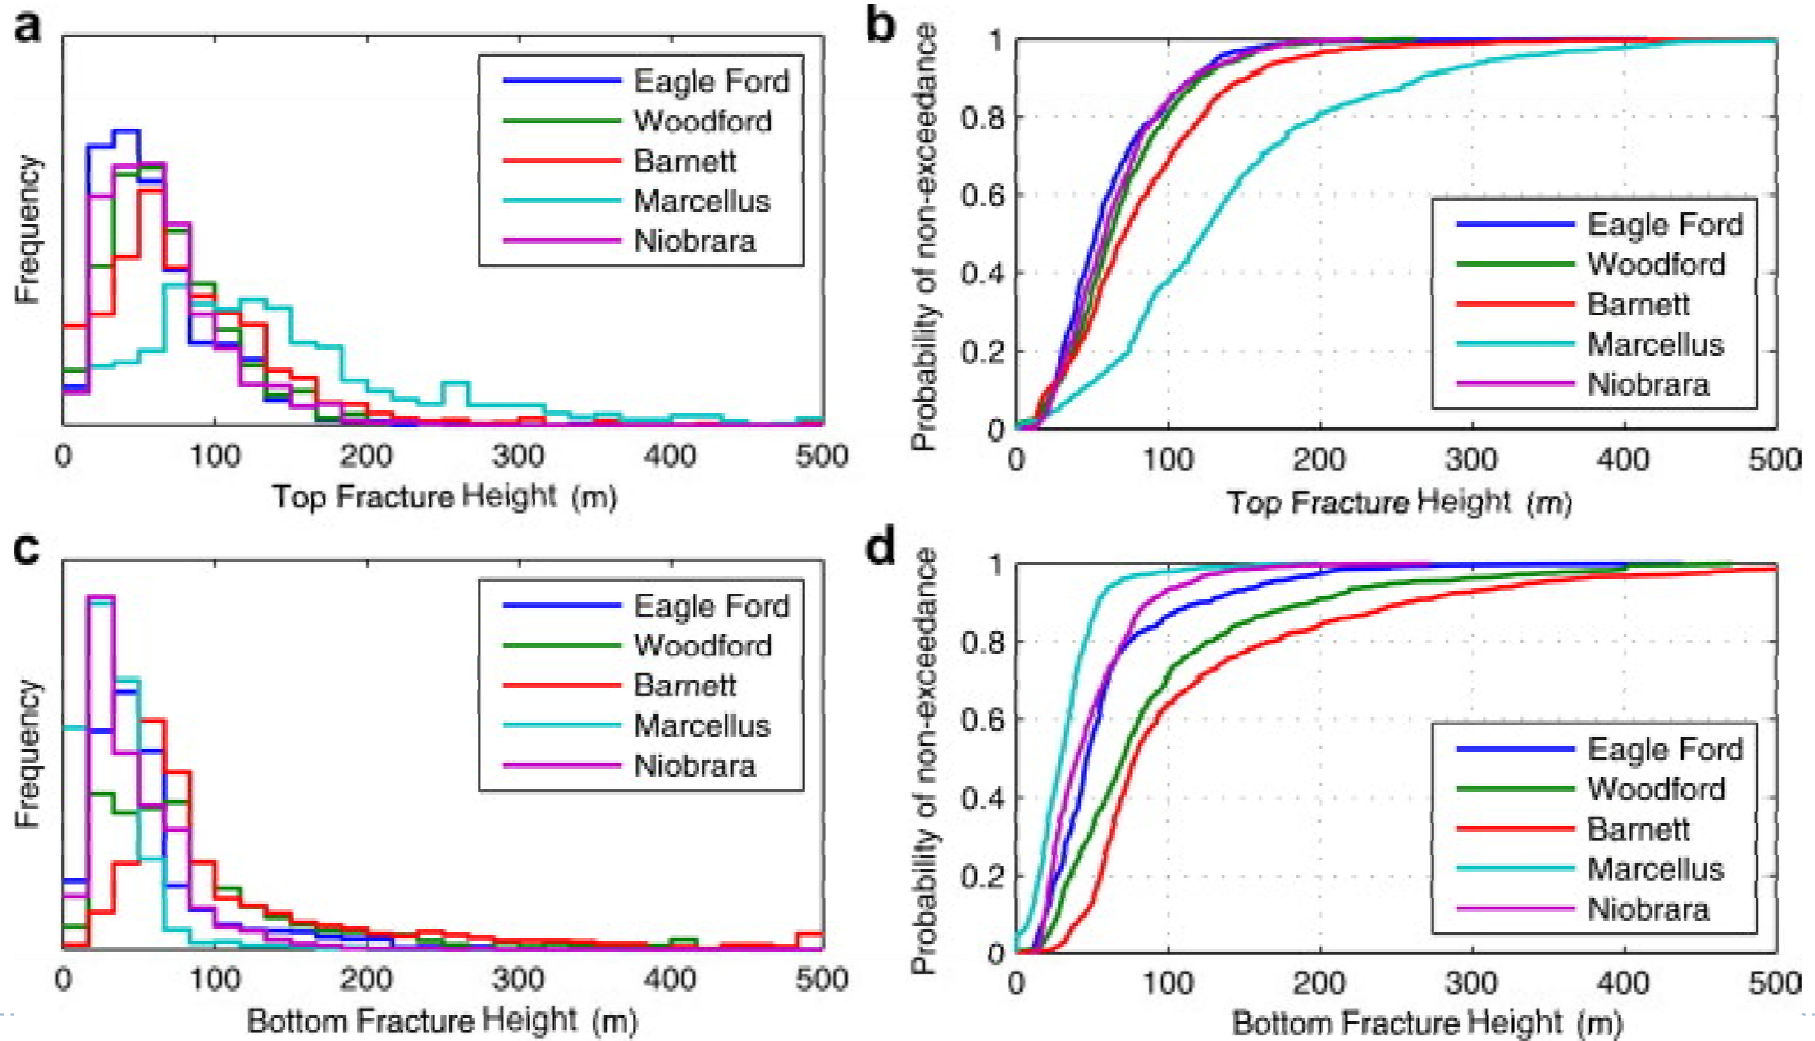 a
Frequency
Eagle Ford
Woodford
Barnett
Marcellus
Niobrara
0 100 200 300 400 500
Top Fracture Height (m)
b
Probability of non-exceedance
1
0.8
0.6
0.4
0.2
0
Eagle Ford
Woodford
Barnett
Marcellus
Niobrara
0 100 200 300 400 500
Top Fracture Height (m)
c
Frequency
Eagle Ford
Woodford
Barnett
Marcellus
Niobrara
0 100 200 300 400 500
Bottom Fracture Height (m)
d
Probability of non-exceedance
1
0.8
0.6
0.4
0.2
0
Eagle Ford
Woodford
Barnett
Marcellus
Niobrara
0 100 200 300 400 500
Bottom Fracture Height (m)